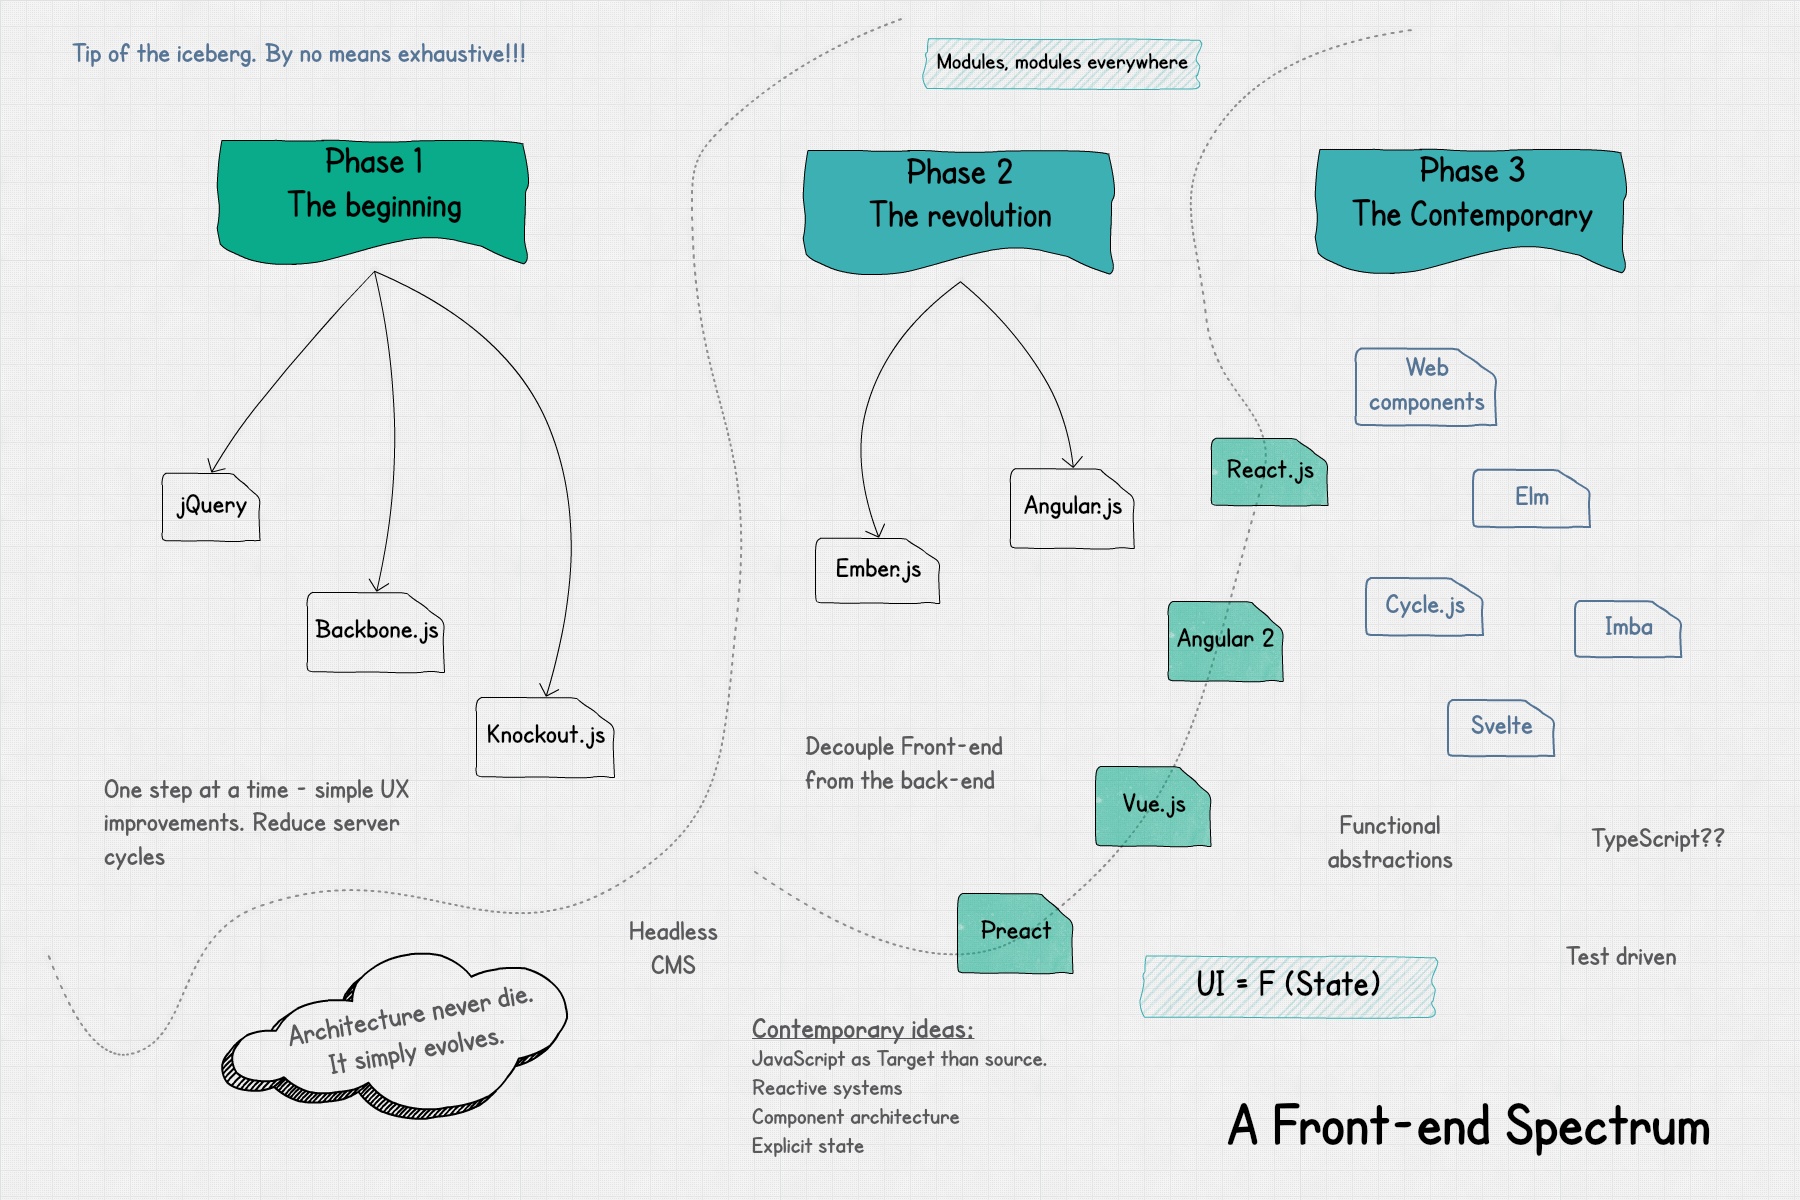 Tip of the iceberg. By no means exhaustive!!!
Modules, modules everywhere
Phase 1
The beginning
Phase 2
The revolution
Phase 3
The Contemporary
jQuery
Backbone.js
Knockout.js
One step at a time - simple UX
improvements. Reduce server
cycles
Ember.js
Angular.js
Decouple Front-end
from the back-end
React.js
Angular 2
Vue.js
Preact
Web
components
Elm
Cycle.js
Imba
Svelte
Functional
abstractions
TypeScript??
Test driven
Headless
CMS
UI = F (State)
Architecture never die.
It simply evolves.
Contemporary ideas:
JavaScript as Target than source.
Reactive systems
Component architecture
Explicit state
A Front-end Spectrum